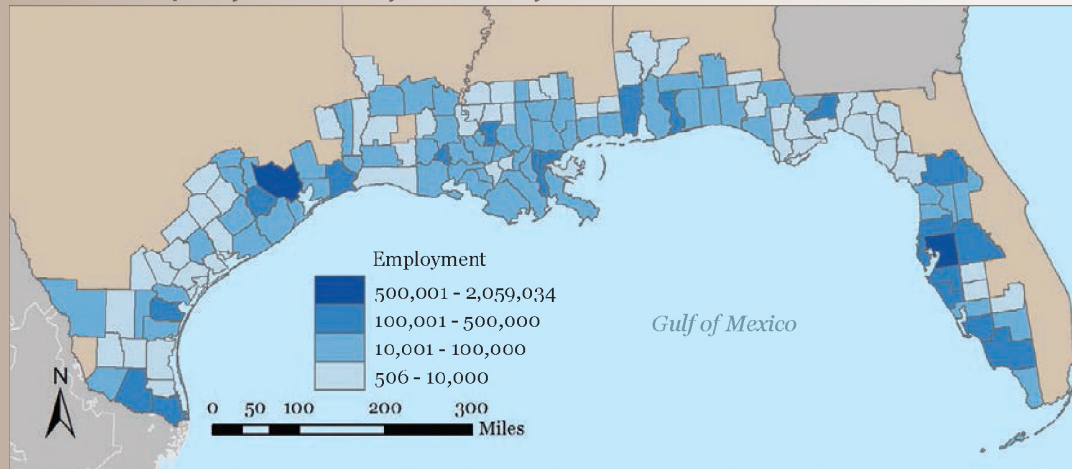 Employment
500,001 - 2,059,034
100,001 - 500,000
10,001 - 100,000
506 - 10,000
Gulf of Mexico
N
0 50 100 200 300
Miles